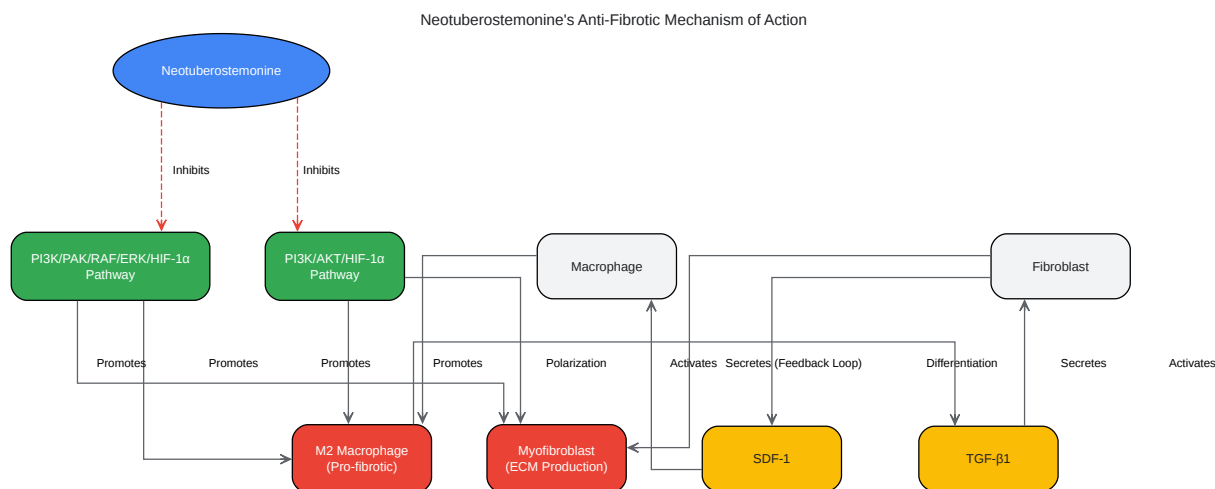 Neotuberostemonine's Anti-Fibrotic Mechanism of Action
Neotuberostemonine
Inhibits
Inhibits
PI3K/PAK/RAF/ERK/HIF-1α
Pathway
PI3K/AKT/HIF-1α
Pathway
Macrophage
Fibroblast
Promotes
Promotes
Promotes
Promotes
Polarization
Activates
Secretes (Feedback Loop)
Differentiation
Secretes
Activates
M2 Macrophage
(Pro-fibrotic)
Myofibroblast
(ECM Production)
SDF-1
TGF-β1